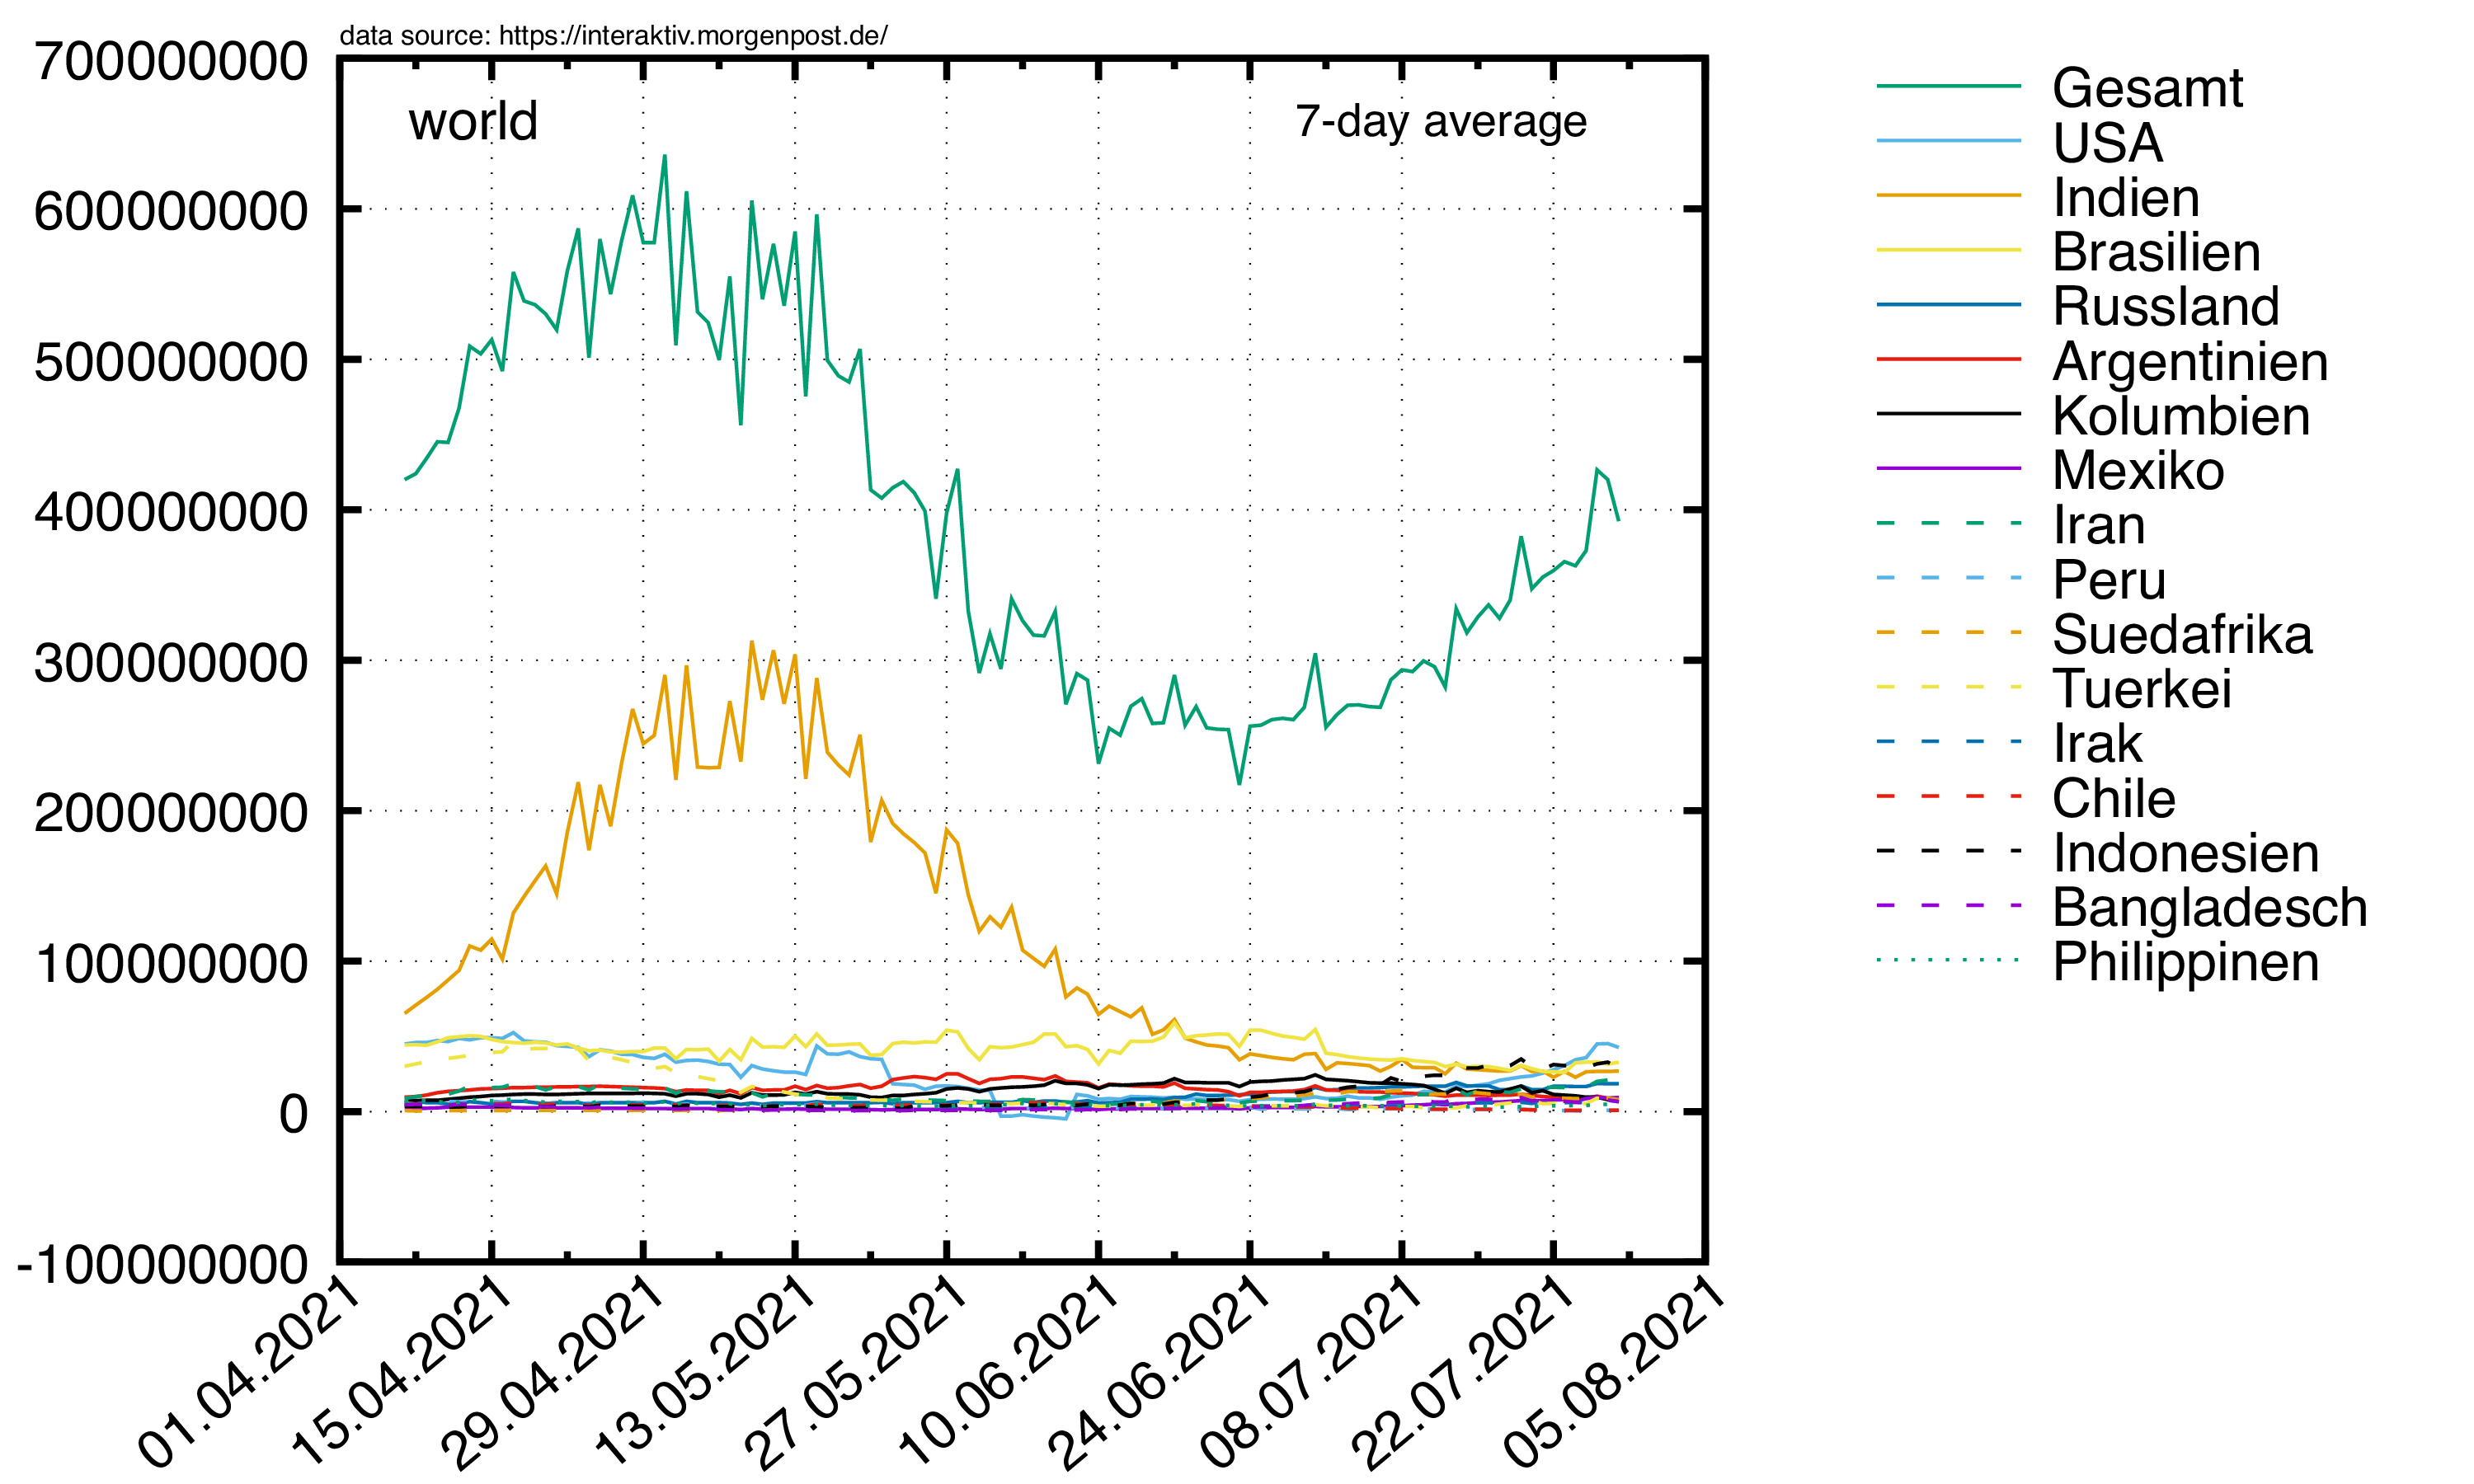 data source: https://interaktiv.morgenpost.de/
world
7-day average
700000000
600000000
500000000
400000000
300000000
200000000
100000000
0
-100000000
01.04.2021
15.04.2021
29.04.2021
13.05.2021
27.05.2021
10.06.2021
24.06.2021
08.07.2021
22.07.2021
05.08.2021
Gesamt
USA
Indien
Brasilien
Russland
Argentinien
Kolumbien
Mexiko
Iran
Peru
Suedafrika
Tuerkei
Irak
Chile
Indonesien
Bangladesch
Philippinen